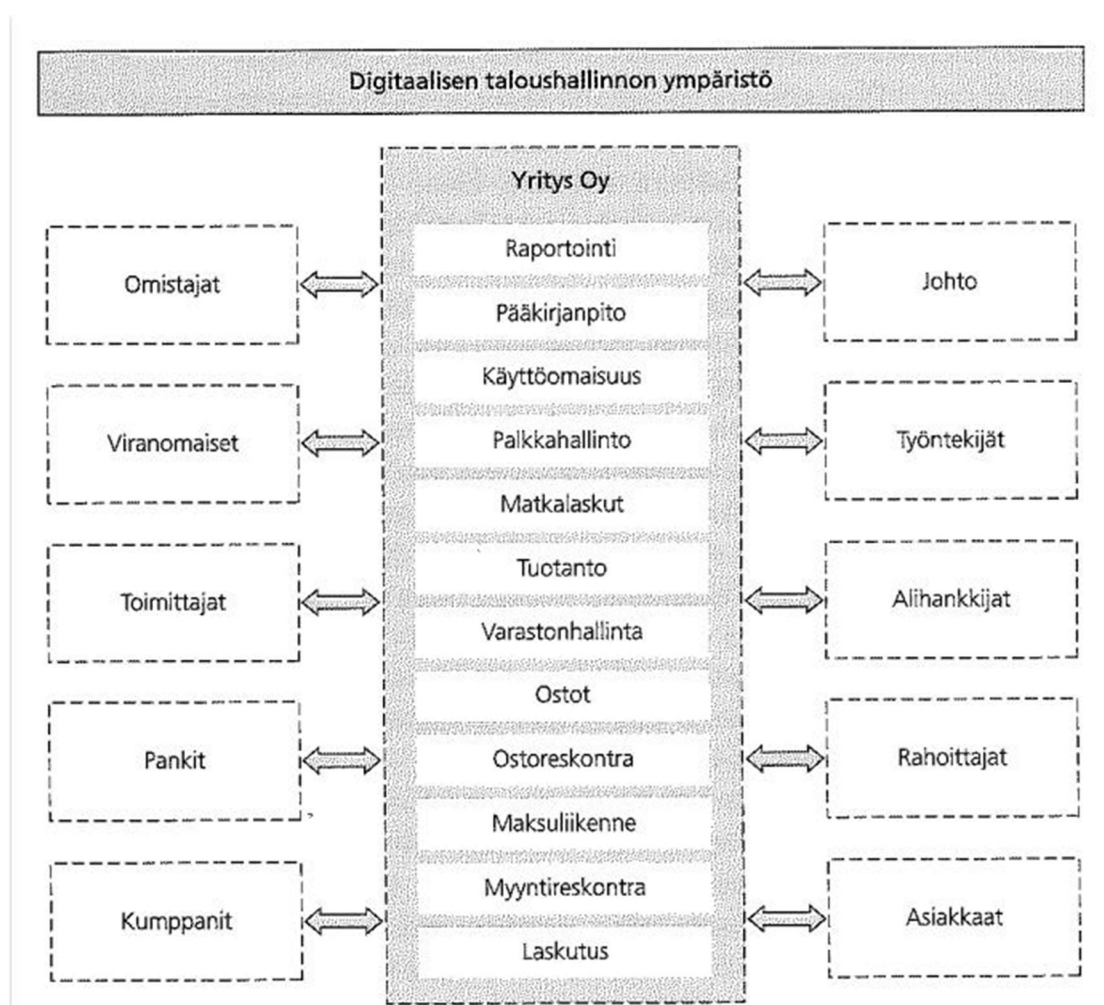 Digitaalisen taloushallinnon ympäristö
Yritys Oy
Omistajat
Viranomaiset
Toimittajat
Pankit
Kumppanit
Raportointi
Pääkirjanpito
Käyttöomaisuus
Palkkahallinto
Matkalaskut
Tuotanto
Varastonhallinta
Ostot
Ostoreskontra
Maksuliikenne
Myyntireskontra
Laskutus
Johto
Työntekijät
Alihankkijat
Rahoittajat
Asiakkaat